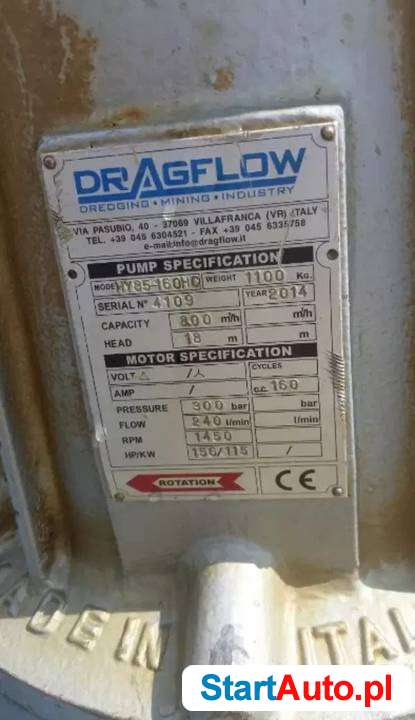 DRAGFLOW
DREDGING • MINING • INDUSTRY
VIA PASUBIO, 40 - 37069 VILLAFRANCA (VR) ITALY
TEL. +39 045 6304521 - FAX +39 045 6335758
e-mail:info@dragflow.it
PUMP SPECIFICATION
MODEL HY85-160HC WEIGHT 1100 Kg.
SERIAL N° 4109 YEAR 2014
CAPACITY 800 m³/h m³/h
HEAD 18 m m
MOTOR SPECIFICATION
VOLT △ /人 CYCLES
AMP / c.c. 160
PRESSURE 300 bar bar
FLOW 240 l/min l/min
RPM 1450
HP/KW 156/115 /
ROTATION CE
MADE IN ITAL
StartAuto.pl